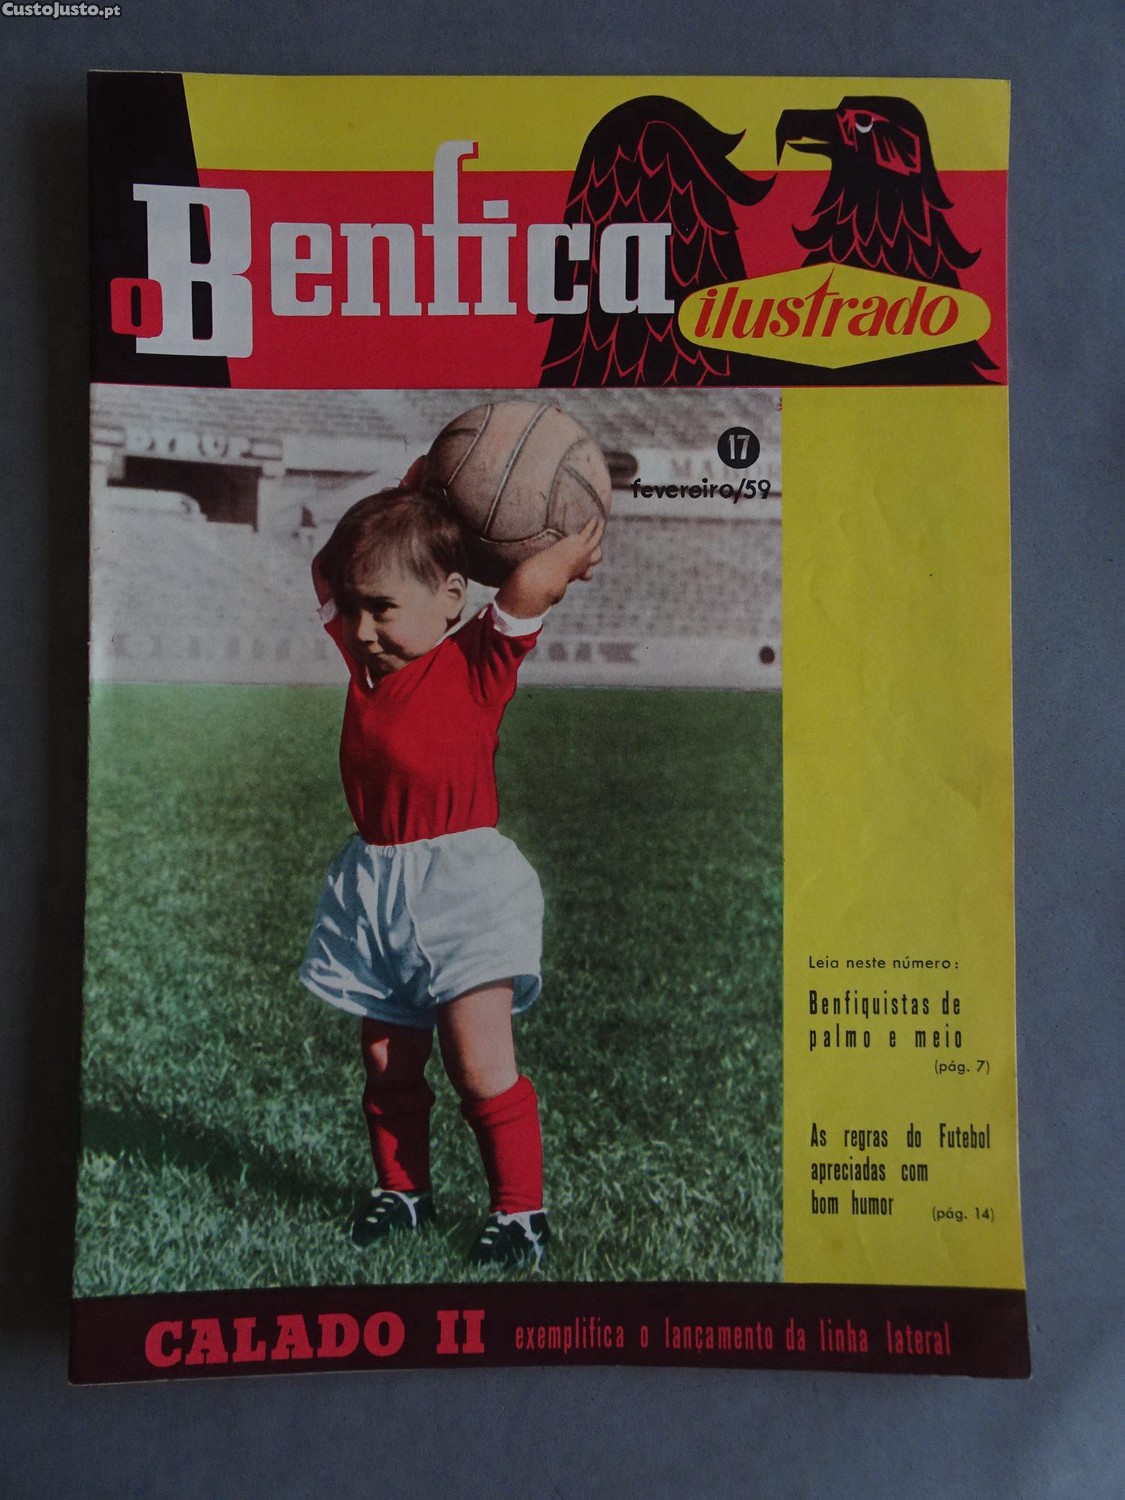 CustoJusto.pt
o Benfica
ilustrado
DYRUP
17
fevereiro/59
Leia neste número:
Benfiquistas de
palmo e meio
(pág. 7)
As regras do Futebol
apreciadas com
bom humor (pág. 14)
CALADO II exemplifica o lançamento da linha lateral